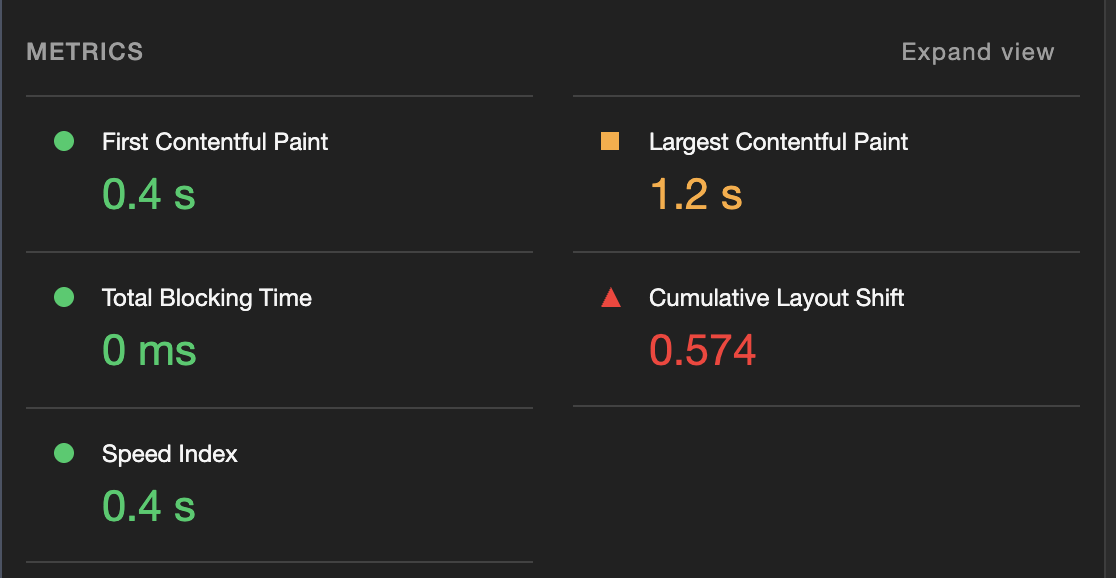 METRICS
Expand view
First Contentful Paint
0.4 s
Largest Contentful Paint
1.2 s
Total Blocking Time
0 ms
Cumulative Layout Shift
0.574
Speed Index
0.4 s